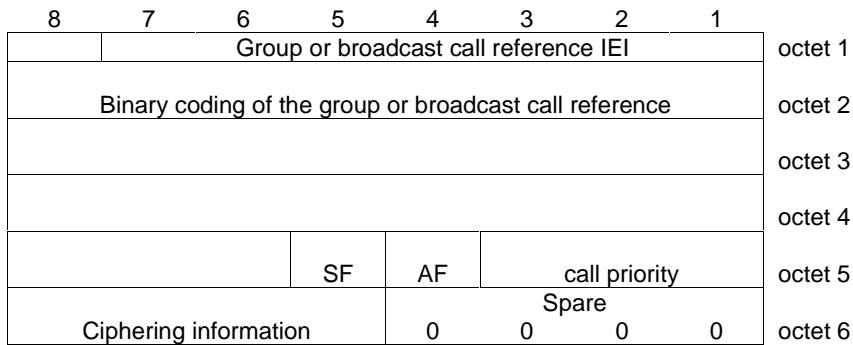 8 7 6 5 4 3 2 1
Group or broadcast call reference IEI octet 1
Binary coding of the group or broadcast call reference octet 2
octet 3
octet 4
SF AF call priority octet 5
Spare
Ciphering information 0 0 0 0 octet 6